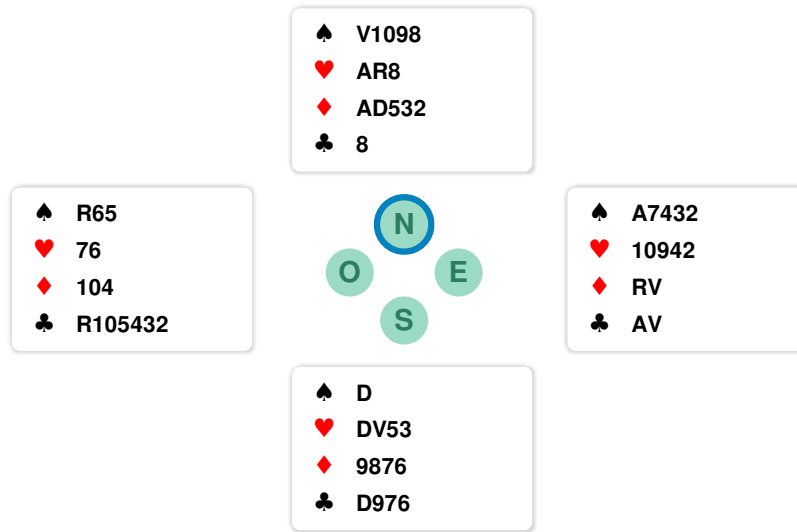 ♠ V1098
♥ AR8
♦ AD532
♣ 8
♠ R65
♥ 76
♦ 104
♣ R105432
N
O E
S
♠ A7432
♥ 10942
♦ RV
♣ AV
♠ D
♥ DV53
♦ 9876
♣ D976